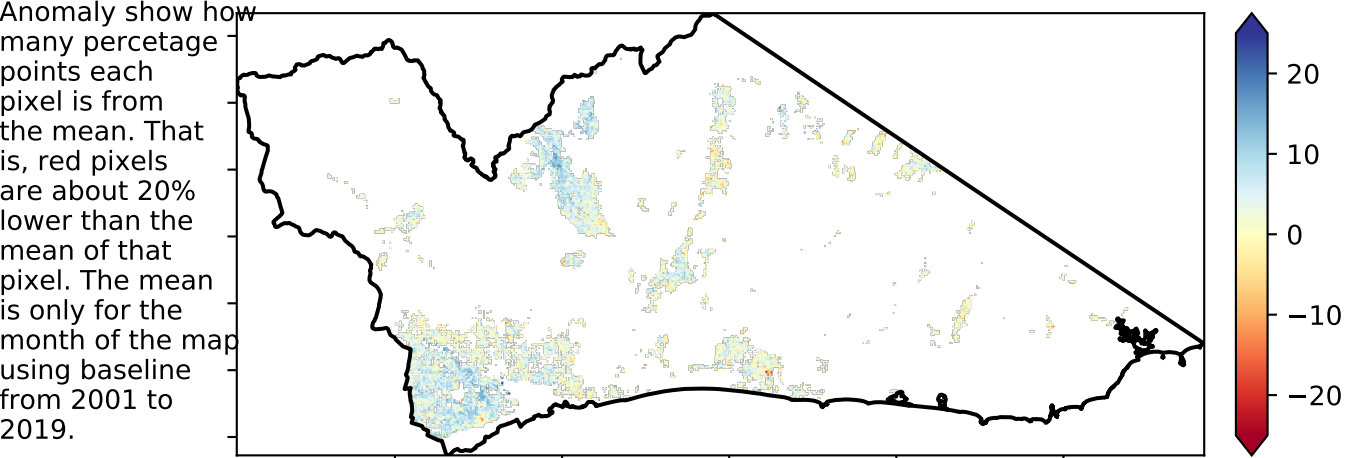 Anomaly show how
many percetage
points each
pixel is from
the mean. That
is, red pixels
are about 20%
lower than the
mean of that
pixel. The mean
is only for the
month of the map
using baseline
from 2001 to
2019.
20
10
0
−10
−20